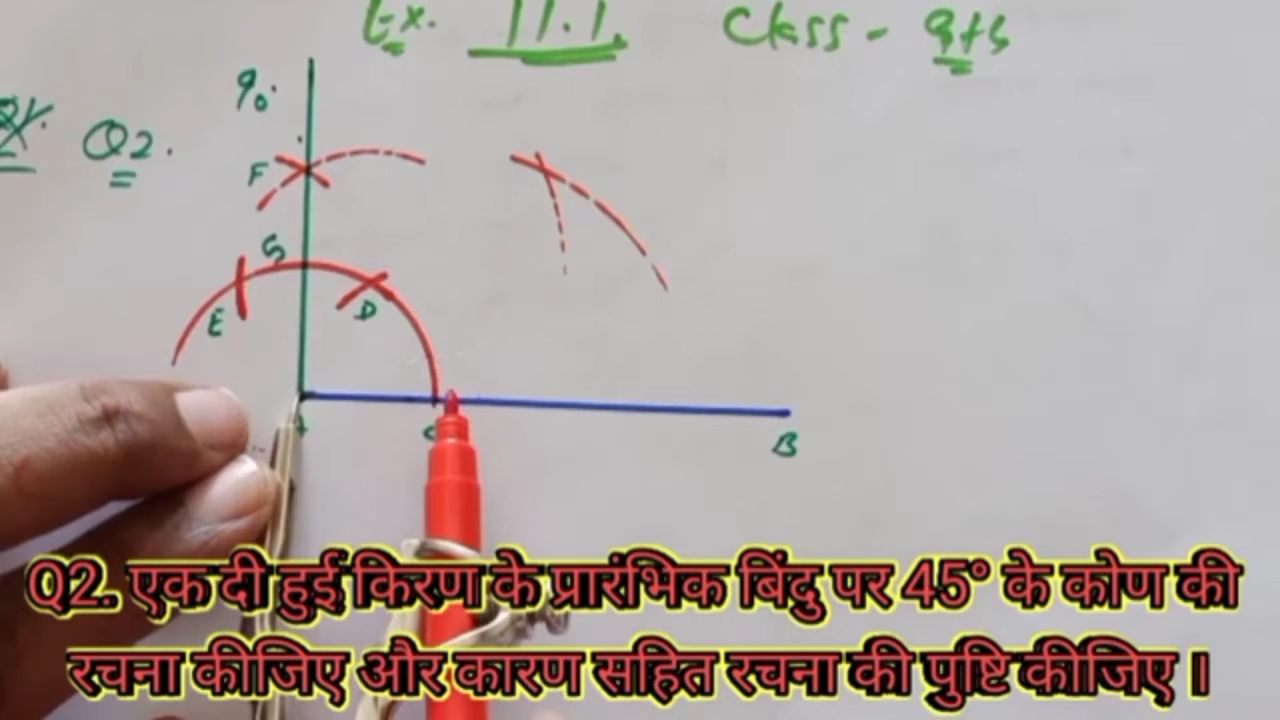 Ex. 11.1. Class - 9th
90°
Q2.
F
G
E
D
A
C
B
Q2. एक दी हुई किरण के प्रारंभिक बिंदु पर 45° के कोण की
रचना कीजिए और कारण सहित रचना की पुष्टि कीजिए ।